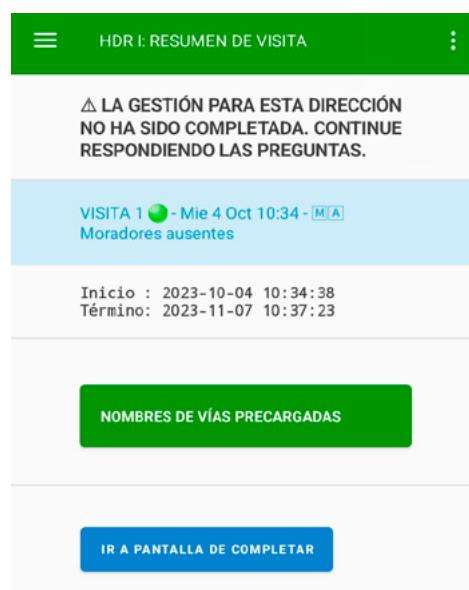 HDR I: RESUMEN DE VISITA
⚠ LA GESTIÓN PARA ESTA DIRECCIÓN
NO HA SIDO COMPLETADA. CONTINUE
RESPONDIENDO LAS PREGUNTAS.
VISITA 1 - Mie 4 Oct 10:34 - MA
Moradores ausentes
Inicio : 2023-10-04 10:34:38
Término: 2023-11-07 10:37:23
NOMBRES DE VÍAS PRECARGADAS
IR A PANTALLA DE COMPLETAR